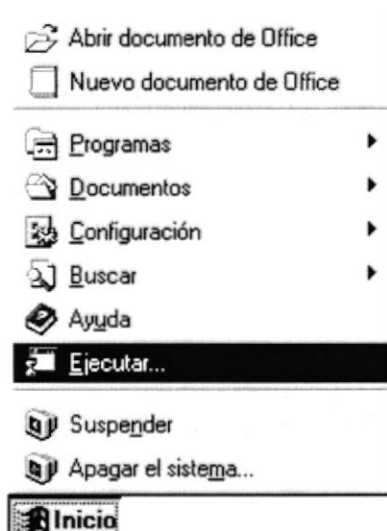 Abrir documento de Office
Nuevo documento de Office
Programas
Documentos
Configuración
Buscar
Ayuda
Ejecutar...
Suspender
Apagar el sistema...
Inicio